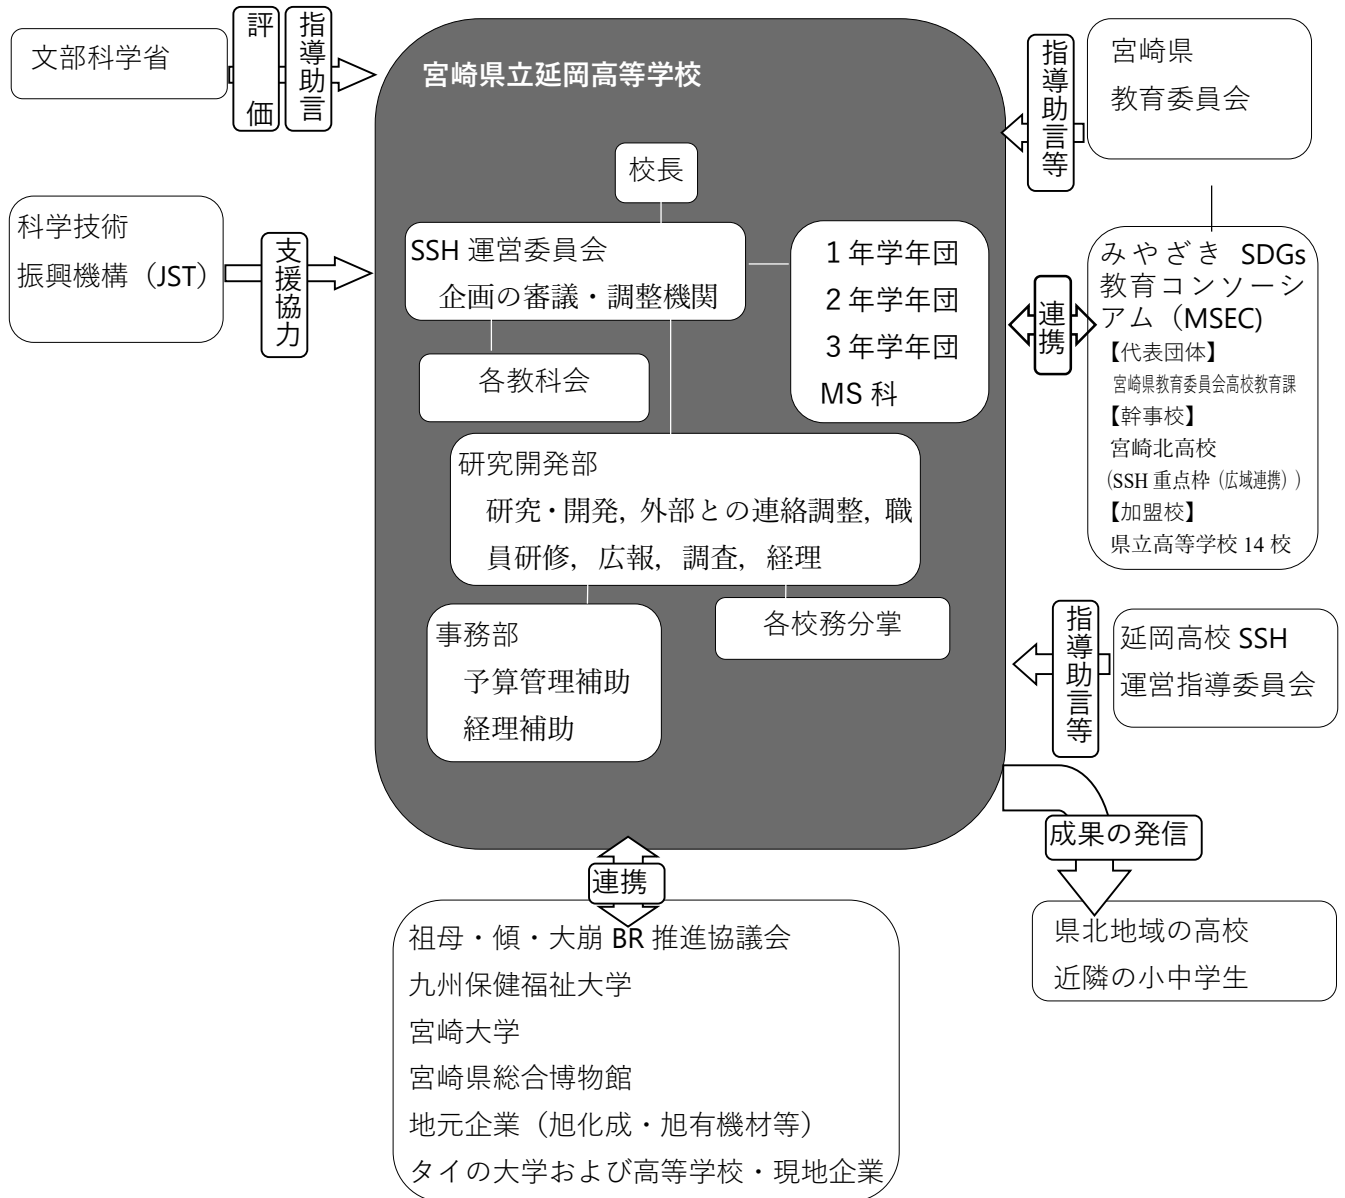 文部科学省
評価
指導助言
宮崎県立延岡高等学校
指導助言等
宮崎県
教育委員会
校長
科学技術
振興機構（JST）
支援協力
SSH 運営委員会
企画の審議・調整機関
１年学年団
２年学年団
３年学年団
MS 科
各教科会
連携
みやざき SDGs
教育コンソーシ
アム（MSEC)
【代表団体】
宮崎県教育委員会高校教育課
【幹事校】
宮崎北高校
(SSH 重点枠（広域連携）)
【加盟校】
県立高等学校 14 校
研究開発部
研究・開発, 外部との連絡調整, 職
員研修, 広報, 調査, 経理
事務部
予算管理補助
経理補助
各校務分掌
指導助言等
延岡高校 SSH
運営指導委員会
成果の発信
県北地域の高校
近隣の小中学生
連携
祖母・傾・大崩 BR 推進協議会
九州保健福祉大学
宮崎大学
宮崎県総合博物館
地元企業（旭化成・旭有機材等）
タイの大学および高等学校・現地企業